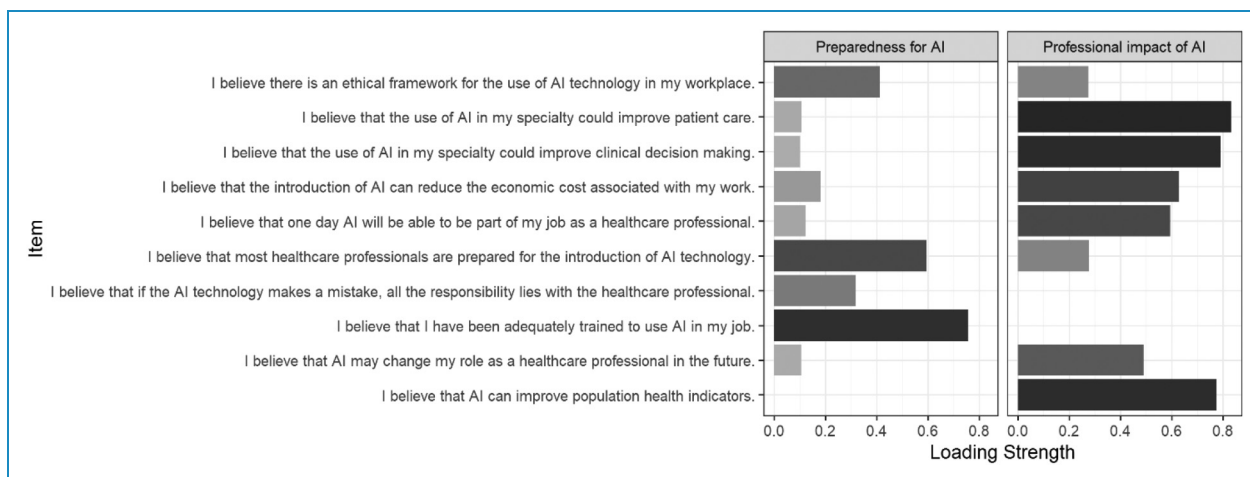 Preparedness for AI
Professional impact of AI
I believe there is an ethical framework for the use of AI technology in my workplace.
I believe that the use of AI in my specialty could improve patient care.
I believe that the use of AI in my specialty could improve clinical decision making.
I believe that the introduction of AI can reduce the economic cost associated with my work.
I believe that one day AI will be able to be part of my job as a healthcare professional.
I believe that most healthcare professionals are prepared for the introduction of AI technology.
I believe that if the AI technology makes a mistake, all the responsibility lies with the healthcare professional.
I believe that I have been adequately trained to use AI in my job.
I believe that AI may change my role as a healthcare professional in the future.
I believe that AI can improve population health indicators.
Item
0.0 0.2 0.4 0.6 0.8
0.0 0.2 0.4 0.6 0.8
Loading Strength